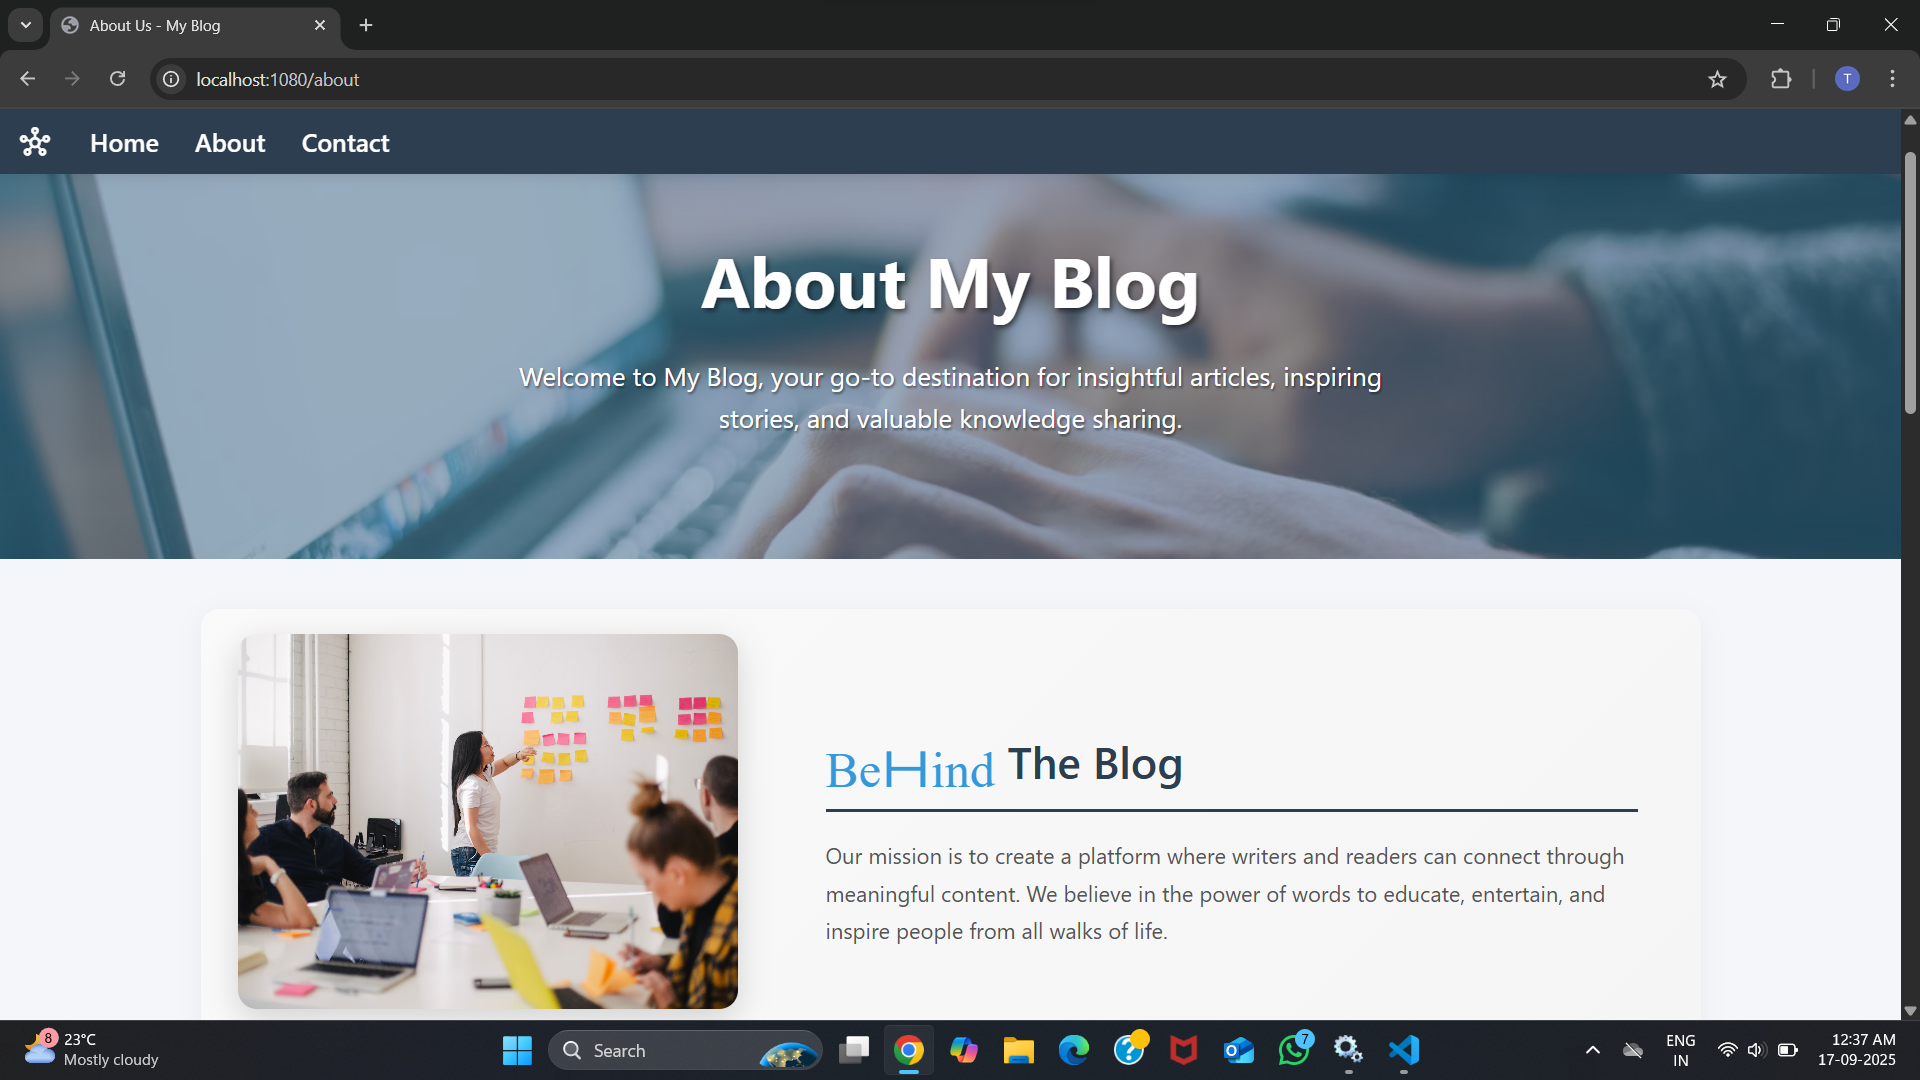 About Us - My Blog
localhost:1080/about
T
Home About Contact
About My Blog
Welcome to My Blog, your go-to destination for insightful articles, inspiring
stories, and valuable knowledge sharing.
BeHind The Blog
Our mission is to create a platform where writers and readers can connect through
meaningful content. We believe in the power of words to educate, entertain, and
inspire people from all walks of life.
8
23°C
Mostly cloudy
Search
7
ENG
IN
12:37 AM
17-09-2025